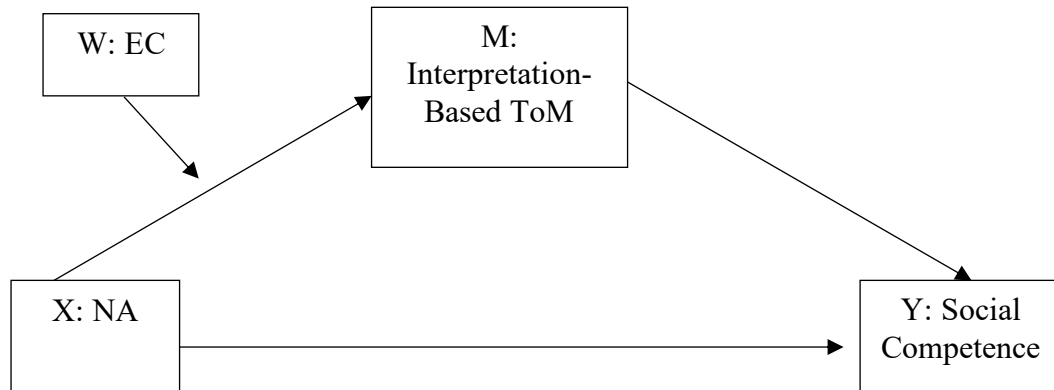 W: EC
M:
Interpretation-
Based ToM
X: NA
Y: Social
Competence